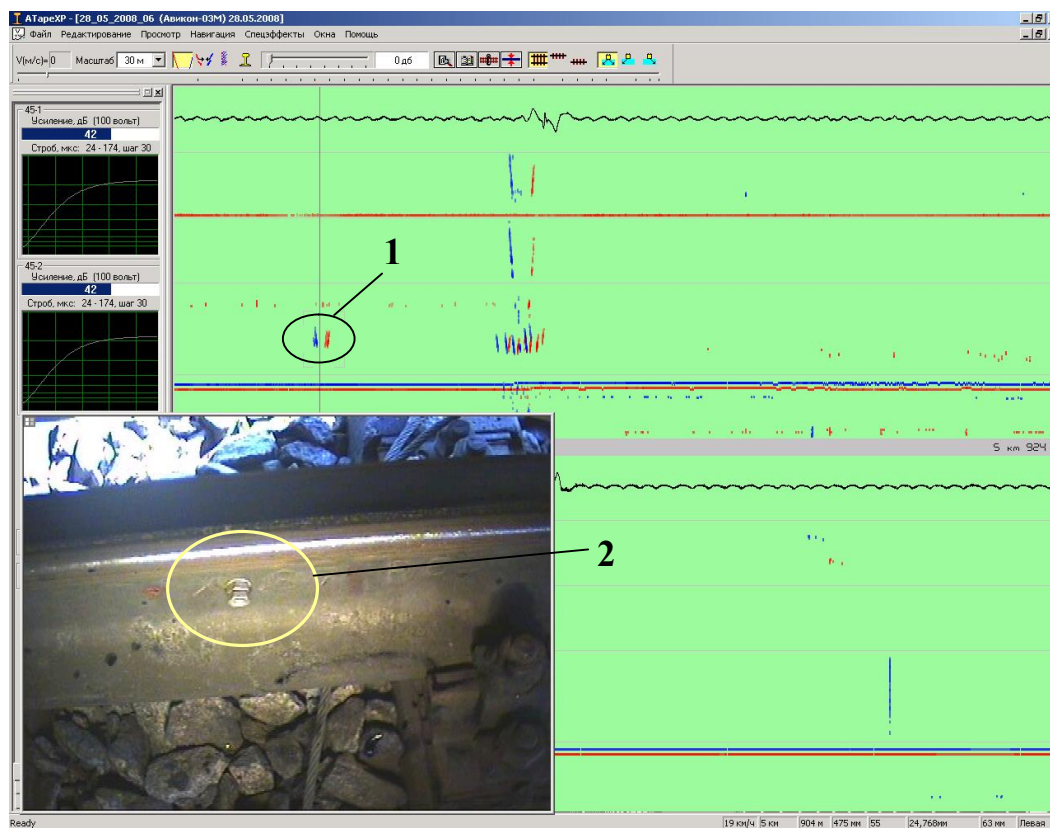 ATapeXP - [28_05_2008_06 (Авикон-03М) 28.05.2008]
Файл Редактирование Просмотр Навигация Спецэффекты Окна Помощь
V(м/с)= 0 Масштаб 30 м 0 дб
45-1
Усиление, дБ (100 вольт)
42
Строб, мкс: 24 - 174, шаг 30
45-2
Усиление, дБ (100 вольт)
42
Строб, мкс: 24 - 174, шаг 30
1
5 км 924
2
Ready 19 км/ч 5 км 904 м 475 мм 55 24,768мм 63 мм Левая